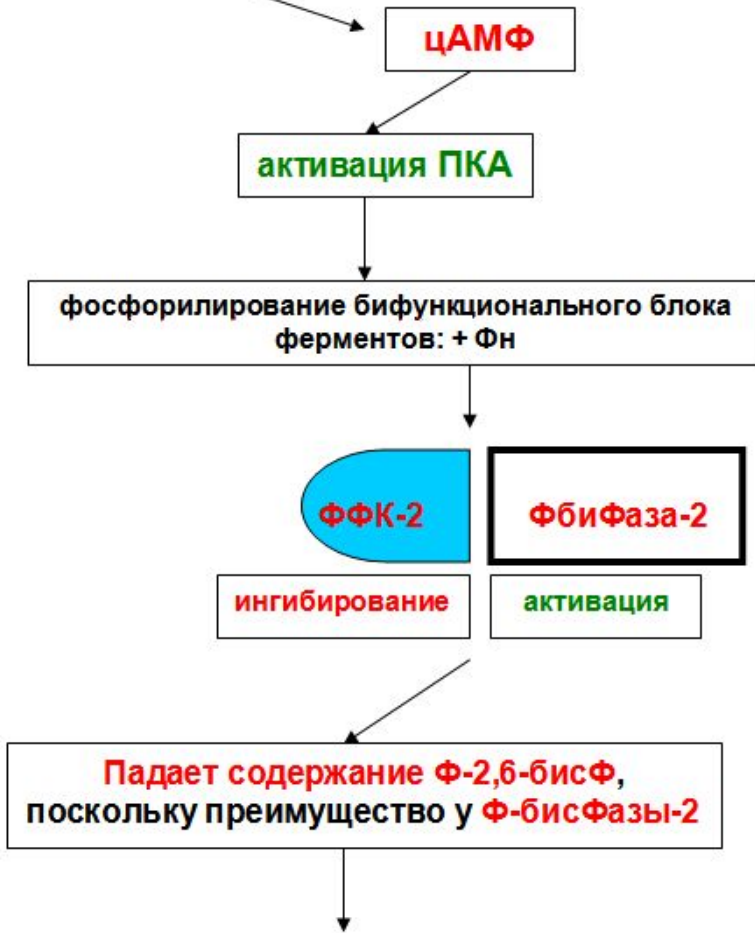 цАМФ
активация ПКА
фосфорилирование бифункционального блока
ферментов: + Фн
ФФК-2
ФбиФаза-2
ингибирование
активация
Падает содержание Ф-2,6-бисФ,
поскольку преимущество у Ф-бисФазы-2